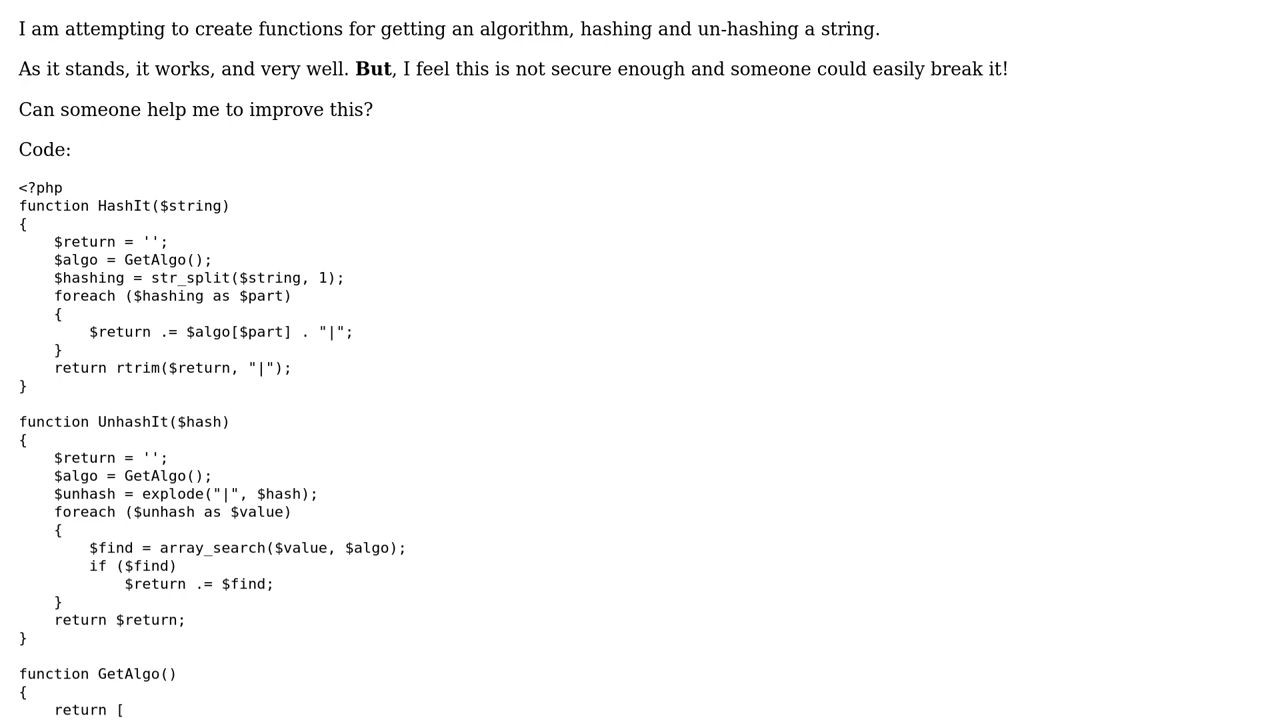 I am attempting to create functions for getting an algorithm, hashing and un-hashing a string.
As it stands, it works, and very well. But, I feel this is not secure enough and someone could easily break it!
Can someone help me to improve this?
Code:
<?php
function HashIt($string)
{
    $return = '';
    $algo = GetAlgo();
    $hashing = str_split($string, 1);
    foreach ($hashing as $part)
    {
        $return .= $algo[$part] . "|";
    }
    return rtrim($return, "|");
}

function UnhashIt($hash)
{
    $return = '';
    $algo = GetAlgo();
    $unhash = explode("|", $hash);
    foreach ($unhash as $value)
    {
        $find = array_search($value, $algo);
        if ($find)
            $return .= $find;
    }
    return $return;
}

function GetAlgo()
{
    return [